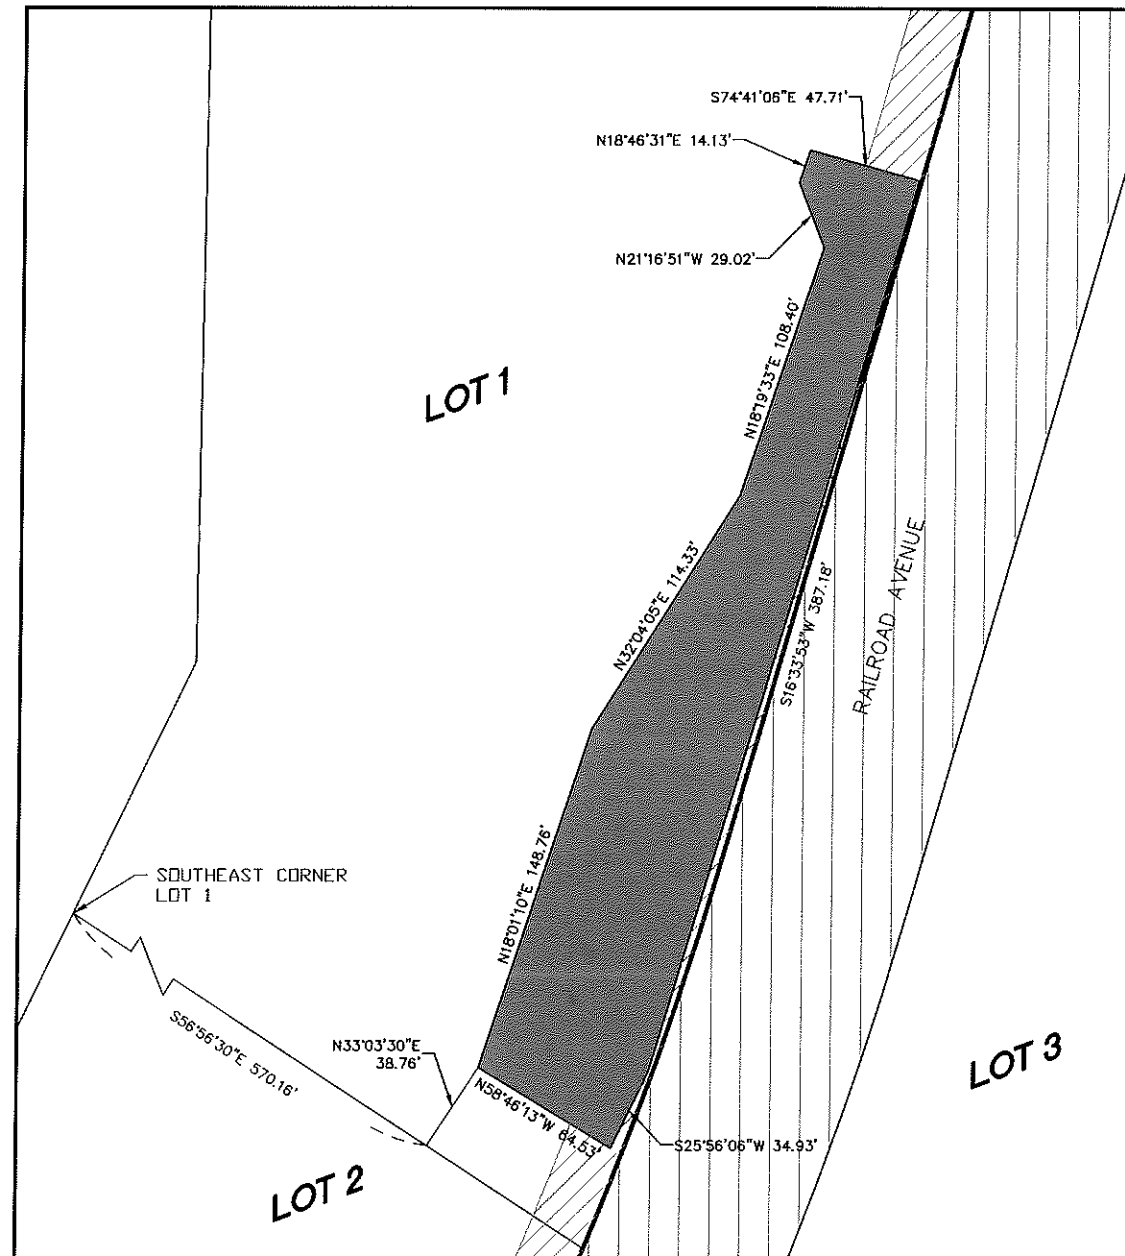 S74°41'06"E 47.71'
N18°46'31"E 14.13'
N21°16'51"W 29.02'
N18°19'33"E 108.40'
LOT 1
N32°04'05"E 114.33'
RAILROAD AVENUE
S16°33'53"W 387.18'
N18°01'10"E 148.76'
SOUTHEAST CORNER
LOT 1
S56°56'30"E 570.16'
N33°03'30"E
38.76'
N58°46'13"W 64.53'
S25°56'06"W 34.93'
LOT 3
LOT 2